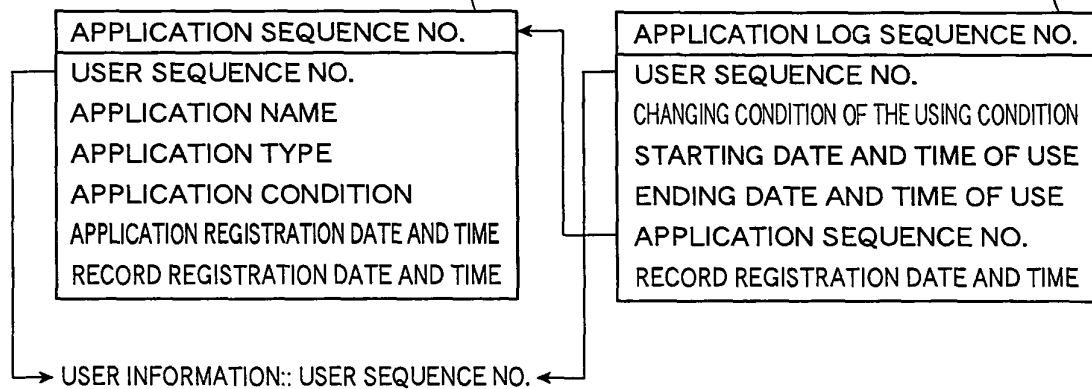 APPLICATION SEQUENCE NO.
USER SEQUENCE NO.
APPLICATION NAME
APPLICATION TYPE
APPLICATION CONDITION
APPLICATION REGISTRATION DATE AND TIME
RECORD REGISTRATION DATE AND TIME
APPLICATION LOG SEQUENCE NO.
USER SEQUENCE NO.
CHANGING CONDITION OF THE USING CONDITION
STARTING DATE AND TIME OF USE
ENDING DATE AND TIME OF USE
APPLICATION SEQUENCE NO.
RECORD REGISTRATION DATE AND TIME
USER INFORMATION:: USER SEQUENCE NO.